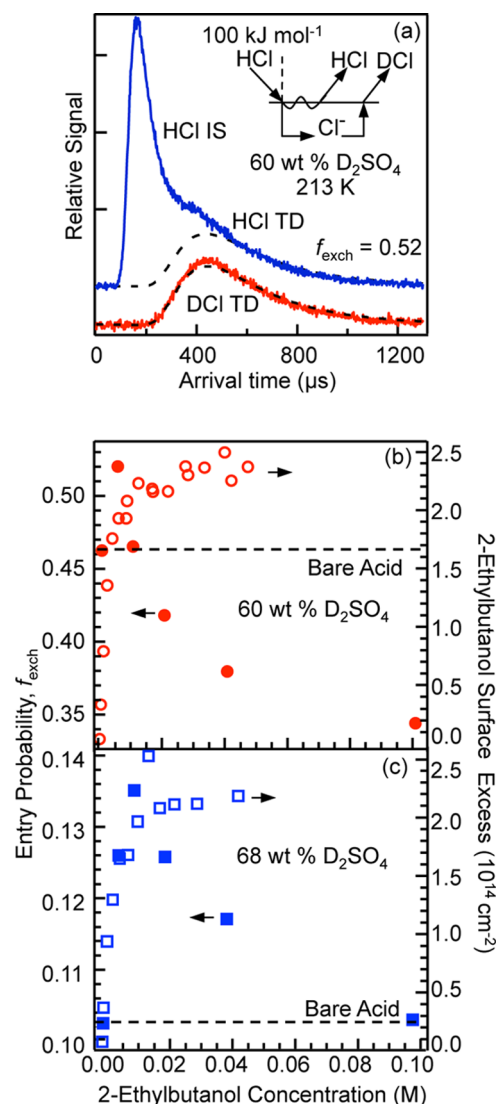 (a)
100 kJ mol⁻¹
HCl
HCl DCl
HCl IS
Cl⁻
60 wt % D₂SO₄
213 K
HCl TD
f_exch = 0.52
DCl TD
Relative Signal
0 400 800 1200
Arrival time (µs)
(b)
0.50
0.45
0.40
0.35
2.5
2.0
1.5
1.0
0.5
0.0
Bare Acid
60 wt % D₂SO₄
(c)
0.14
0.13
0.12
0.11
0.10
2.5
2.0
1.5
1.0
0.5
0.0
68 wt % D₂SO₄
Bare Acid
Entry Probability, f_exch
2-Ethylbutanol Surface Excess (10¹⁴ cm⁻²)
0.00 0.02 0.04 0.06 0.08 0.10
2-Ethylbutanol Concentration (M)